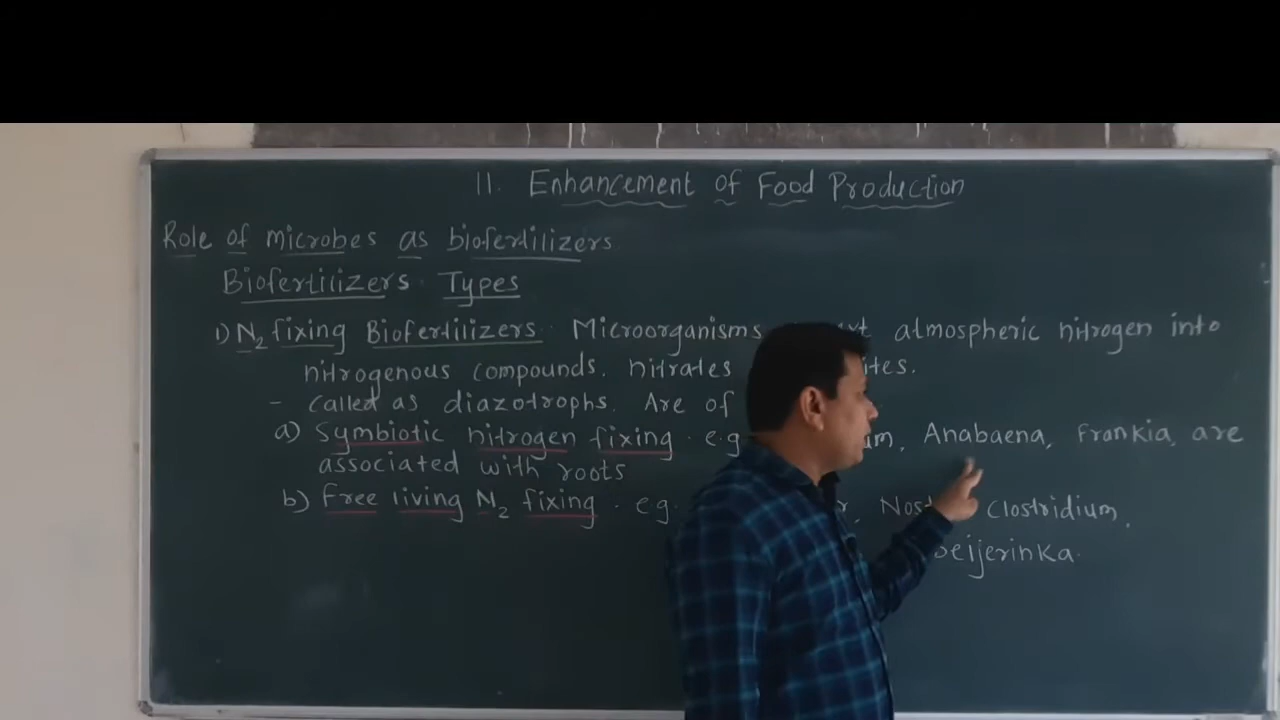 11. Enhancement of Food Production
Role of microbes as biofertilizers
Biofertilizers. Types
1) N₂ fixing Biofertilizers. Microorganisms atmospheric nitrogen into
nitrogenous compounds. nitrates
- called as diazotrophs. Are of
a) Symbiotic nitrogen fixing. e.g. Anabaena, Frankia, are
associated with roots
b) Free living N₂ fixing. eg. Clostridium,
beijerinka.